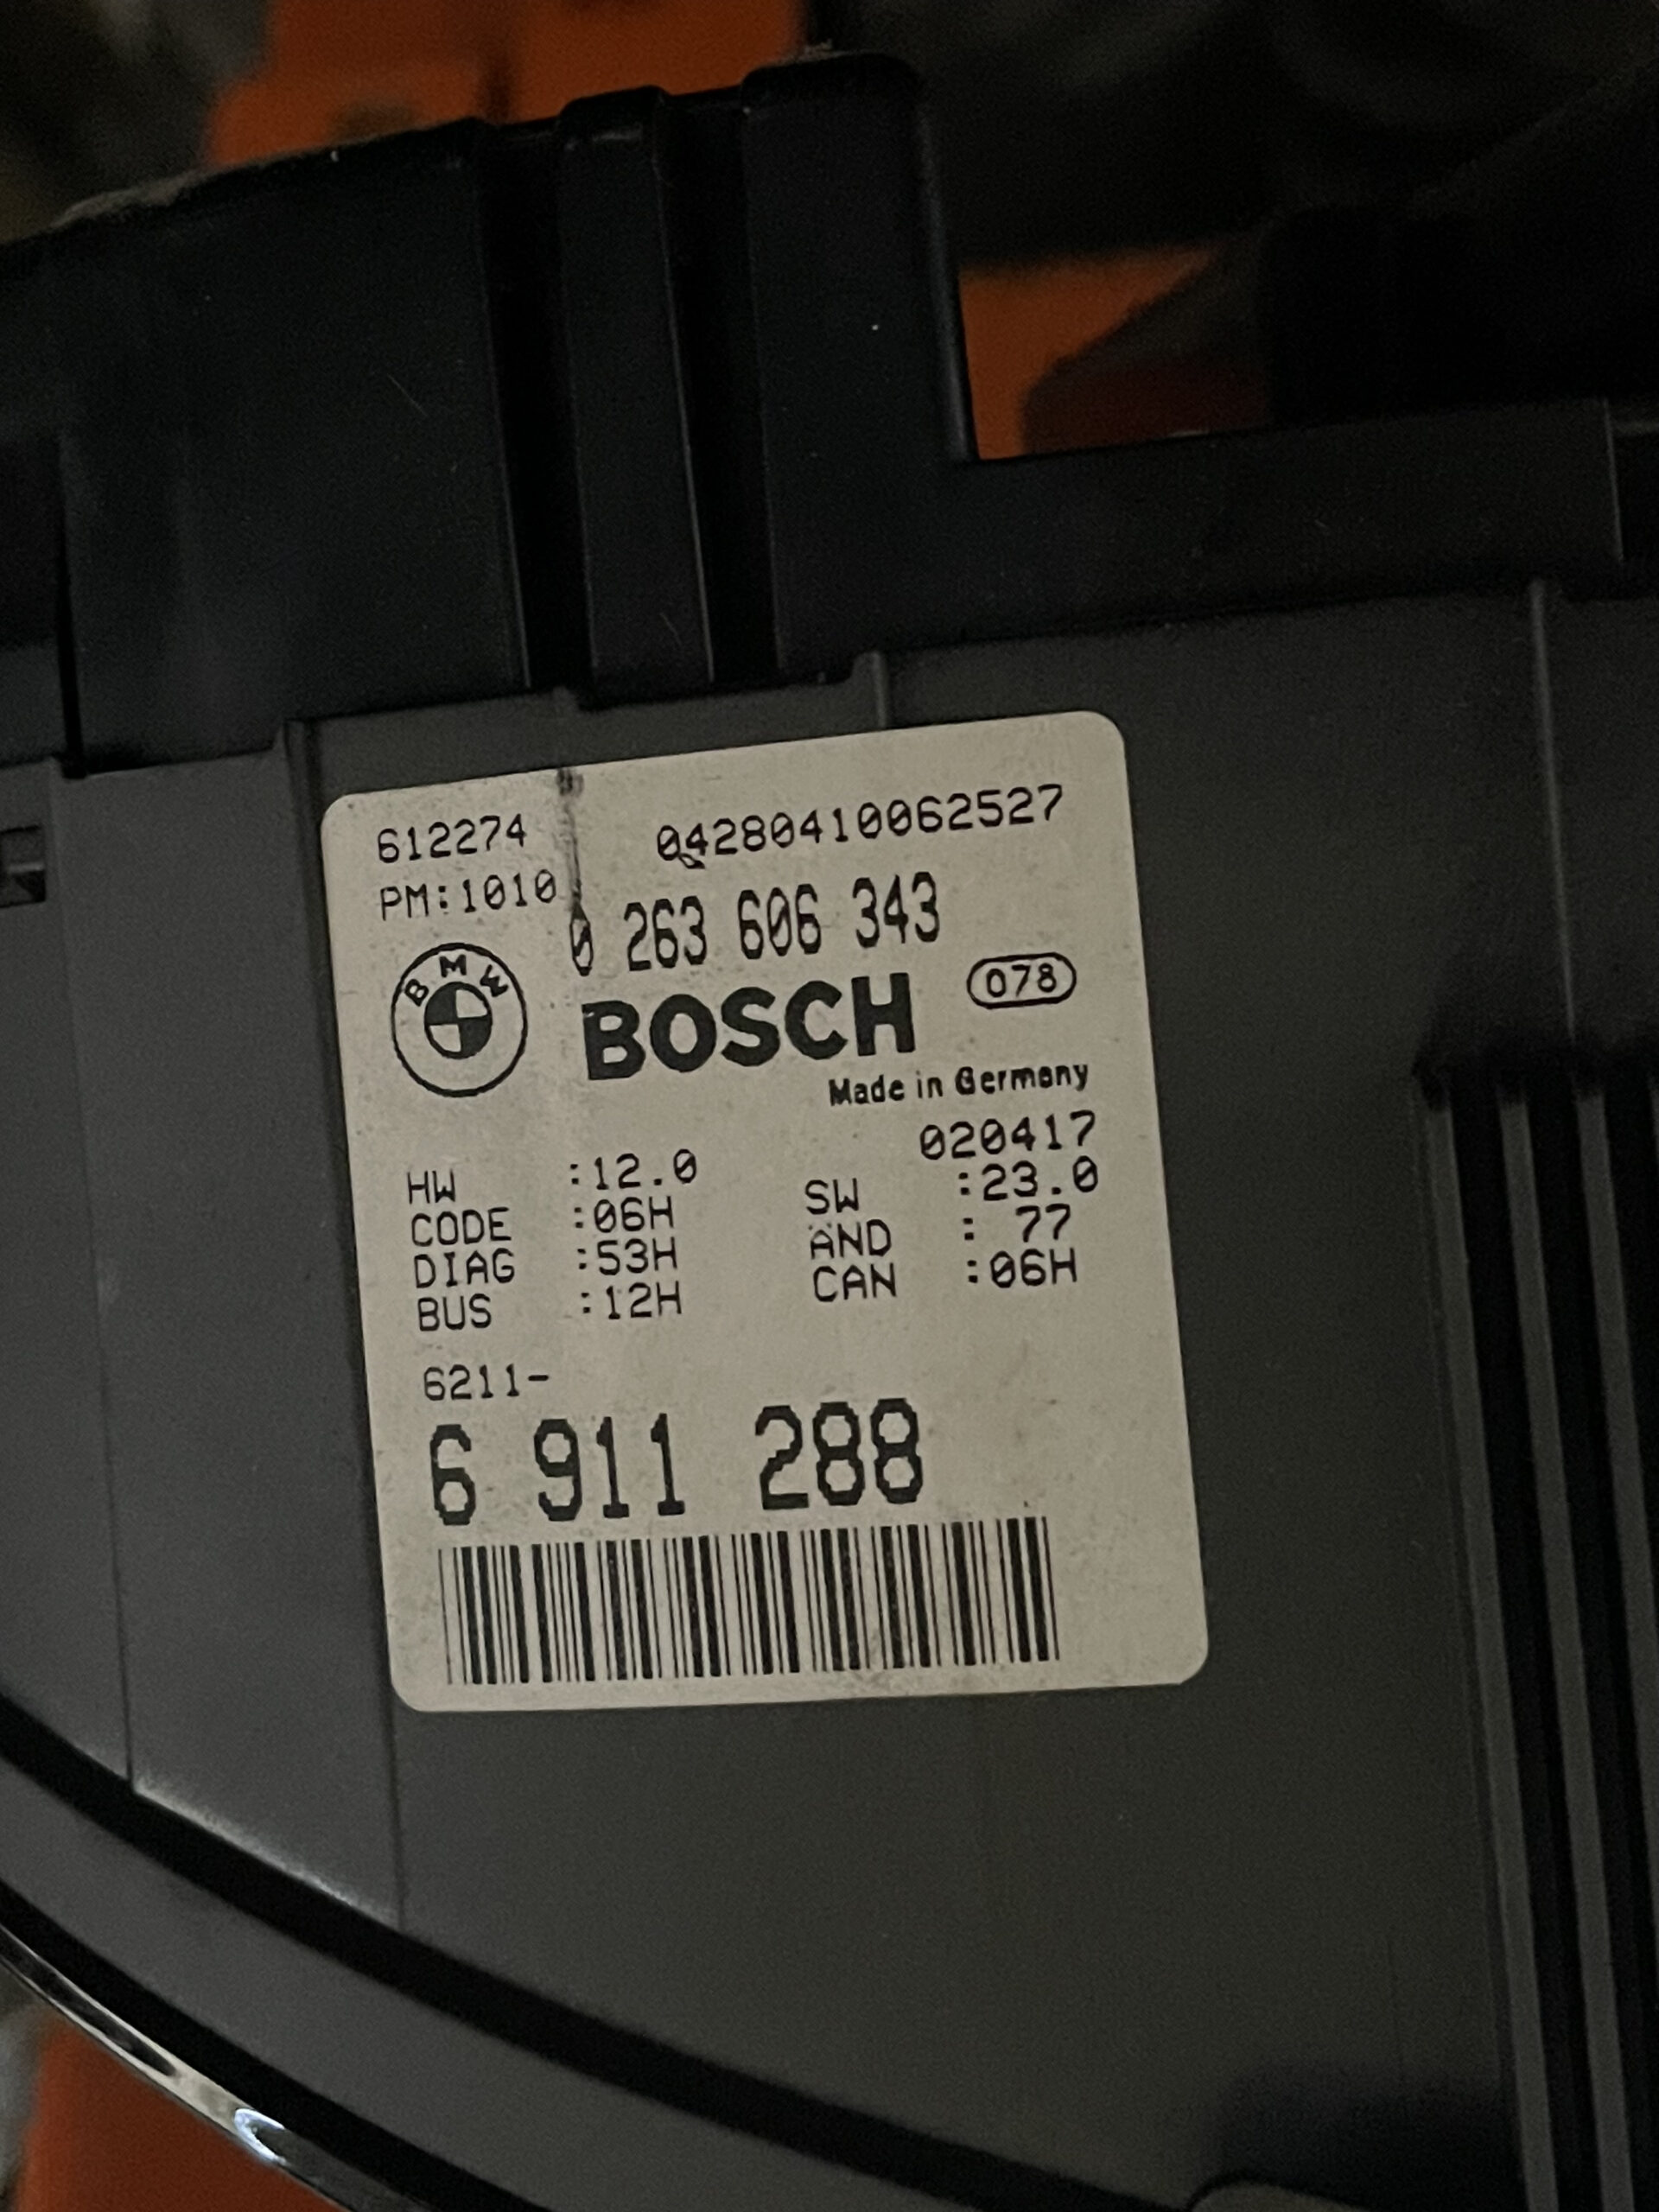 612274 04280410062527
PM:1010
0 263 606 343
BMW
BOSCH 078
Made in Germany
020417
HW :12.0 SW :23.0
CODE :06H AND : 77
DIAG :53H CAN :06H
BUS :12H
6211-
6 911 288